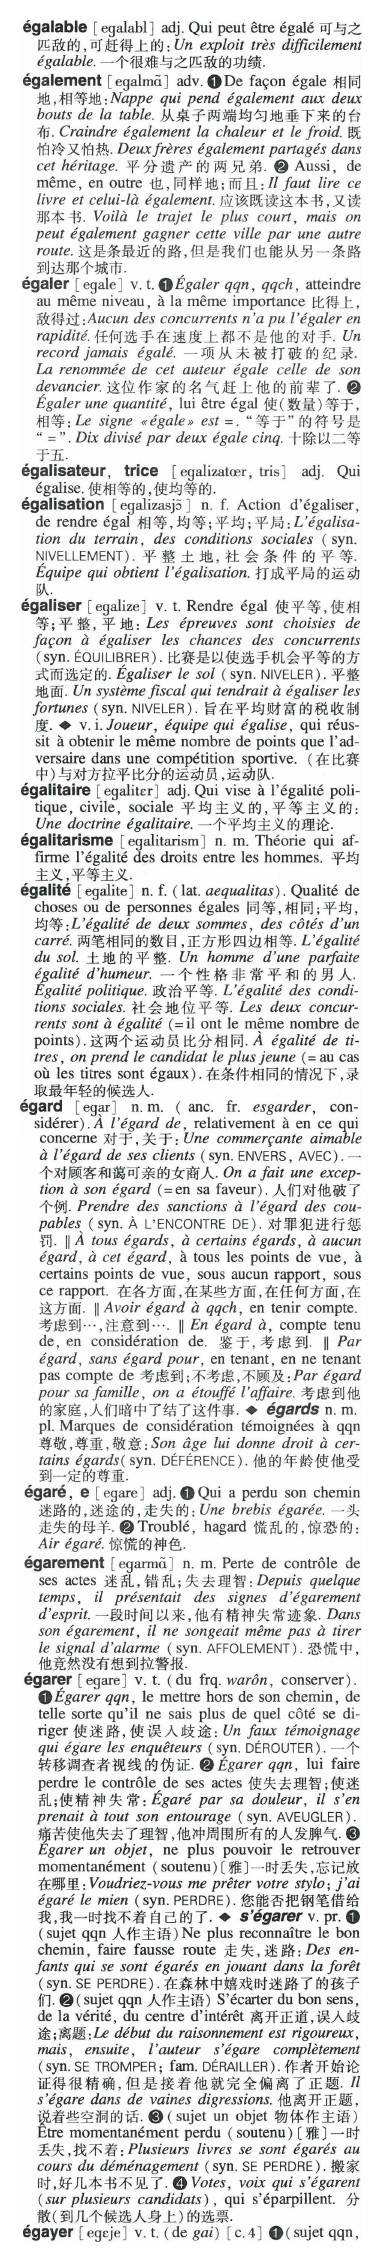 égalable [egalabl] adj. Qui peut être égalé 可与之
匹敌的,可赶得上的: Un exploit très difficilement
égalable. 一个很难与之匹敌的功绩.
également [egalmɑ̃] adv. ❶ De façon égale 相同
地,相等地: Nappe qui pend également aux deux
bouts de la table. 从桌子两端均匀地垂下来的台
布. Craindre également la chaleur et le froid. 既
怕冷又怕热. Deux frères également partagés dans
cet héritage. 平分遗产的两兄弟. ❷ Aussi, de
même, en outre 也,同样地;而且: Il faut lire ce
livre et celui-là également. 应该既读这本书,又读
那本书. Voilà le trajet le plus court, mais on
peut également gagner cette ville par une autre
route. 这是条最近的路,但是我们也能从另一条路
到达那个城市.
égaler [egale] v. t. ❶ Égaler qqn, qqch, atteindre
au même niveau, à la même importance 比得上,
敌得过: Aucun des concurrents n'a pu l'égaler en
rapidité. 任何选手在速度上都不是他的对手. Un
record jamais égalé. 一项从未被打破的纪录.
La renommée de cet auteur égale celle de son
devancier. 这位作家的名气赶上他的前辈了. ❷
Égaler une quantité, lui être égal 使(数量)等于,
相等: Le signe «égale» est =. “等于”的符号是
“=”. Dix divisé par deux égale cinq. 十除以二等
于五.
égalisateur, trice [egalizatœr, tris] adj. Qui
égalise. 使相等的,使均等的.
égalisation [egalizasjɔ̃] n. f. Action d'égaliser,
de rendre égal 相等,均等;平均;平局: L'égalisa-
tion du terrain, des conditions sociales (syn.
NIVELLEMENT). 平整土地,社会条件的平等.
Équipe qui obtient l'égalisation. 打成平局的运动
队.
égaliser [egalize] v. t. Rendre égal 使平等,使相
等;平整,平地: Les épreuves sont choisies de
façon à égaliser les chances des concurrents
(syn. ÉQUILIBRER). 比赛是以使选手机会平等的方
式而选定的. Égaliser le sol (syn. NIVELER). 平整
地面. Un système fiscal qui tendrait à égaliser les
fortunes (syn. NIVELER). 旨在平均财富的税收制
度. ◆ v. i. Joueur, équipe qui égalise, qui réus-
sit à obtenir le même nombre de points que l'ad-
versaire dans une compétition sportive. (在比赛
中)与对方拉平比分的运动员,运动队.
égalitaire [egaliter] adj. Qui vise à l'égalité poli-
tique, civile, sociale 平均主义的,平等主义的:
Une doctrine égalitaire. 一个平均主义的理论.
égalitarisme [egalitarism] n. m. Théorie qui af-
firme l'égalité des droits entre les hommes. 平均
主义,平等主义.
égalité [egalite] n. f. (lat. aequalitas). Qualité de
choses ou de personnes égales 同等,相同;平均,
均等: L'égalité de deux sommes, des côtés d'un
carré. 两笔相同的数目,正方形四边相等. L'égalité
du sol. 土地的平整. Un homme d'une parfaite
égalité d'humeur. 一个性格非常平和的男人.
Égalité politique. 政治平等. L'égalité des condi-
tions sociales. 社会地位平等. Les deux concur-
rents sont à égalité (= il ont le même nombre de
points). 这两个运动员比分相同. À égalité de ti-
tres, on prend le candidat le plus jeune (= au cas
où les titres sont égaux). 在条件相同的情况下,录
取最年轻的候选人.
égard [egar] n. m. ( anc. fr. esgarder, con-
sidérer). À l'égard de, relativement à en ce qui
concerne 对于,关于: Une commerçante aimable
à l'égard de ses clients (syn. ENVERS, AVEC). 一
个对顾客和蔼可亲的女商人. On a fait une excep-
tion à son égard (= en sa faveur). 人们对他破了
个例. Prendre des sanctions à l'égard des cou-
pables (syn. À L'ENCONTRE DE). 对罪犯进行惩
罚. ‖ À tous égards, à certains égards, à aucun
égard, à cet égard, à tous les points de vue, à
certains points de vue, sous aucun rapport, sous
ce rapport. 在各方面,在某些方面,在任何方面,在
这方面. ‖ Avoir égard à qqch, en tenir compte.
考虑到…,注意到…. ‖ En égard à, compte tenu
de, en considération de. 鉴于,考虑到. ‖ Par
égard, sans égard pour, en tenant, en ne tenant
pas compte de 考虑到;不考虑,不顾及: Par égard
pour sa famille, on a étouffé l'affaire. 考虑到他
的家庭,人们暗中了结了这件事. ◆ égards n. m.
pl. Marques de considération témoignées à qqn
尊敬,尊重,敬意: Son âge lui donne droit à cer-
tains égards (syn. DÉFÉRENCE). 他的年龄使他受
到一定的尊重.
égaré, e [egare] adj. ❶ Qui a perdu son chemin
迷路的,迷途的,走失的: Une brebis égarée. 一头
走失的母羊. ❷ Troublé, hagard 慌乱的,惊恐的:
Air égaré. 惊慌的神色.
égarement [egarmɑ̃] n. m. Perte de contrôle de
ses actes 迷乱,错乱;失去理智: Depuis quelque
temps, il présentait des signes d'égarement
d'esprit. 一段时间以来,他有精神失常迹象. Dans
son égarement, il ne songeait même pas à tirer
le signal d'alarme (syn. AFFOLEMENT). 恐慌中,
他竟然没有想到拉警报.
égarer [egare] v. t. (du frq. warôn, conserver).
❶ Égarer qqn, le mettre hors de son chemin, de
telle sorte qu'il ne sais plus de quel côté se di-
riger 使迷路,使误入歧途: Un faux témoignage
qui égare les enquêteurs (syn. DÉROUTER). 一个
转移调查者视线的伪证. ❷ Égarer qqn, lui faire
perdre le contrôle de ses actes 使失去理智;使迷
乱;使精神失常: Égaré par sa douleur, il s'en
prenait à tout son entourage (syn. AVEUGLER).
痛苦使他失去了理智,他冲周围所有的人发脾气. ❸
Égarer un objet, ne plus pouvoir le retrouver
momentanément (soutenu) [雅] 一时丢失,忘记放
在哪里: Voudriez-vous me prêter votre stylo; j'ai
égaré le mien (syn. PERDRE). 您能否把钢笔借给
我,我一时找不着自己的了. ◆ s'égarer v. pr. ❶
(sujet qqn 人作主语) Ne plus reconnaître le bon
chemin, faire fausse route 走失,迷路: Des en-
fants qui se sont égarés en jouant dans la forêt
(syn. SE PERDRE). 在森林中嬉戏时迷路了的孩子
们. ❷ (sujet qqn 人作主语) S'écarter du bon sens,
de la vérité, du centre d'intérêt 离开正道,误入歧
途;离题: Le début du raisonnement est rigoureux,
mais, ensuite, l'auteur s'égare complètement
(syn. SE TROMPER; fam. DÉRAILLER). 作者开始论
证得很精确,但是接着他就完全偏离了正题. Il
s'égare dans de vaines digressions. 他离开正题,
说着些空洞的话. ❸ (sujet un objet 物体作主语)
Être momentanément perdu (soutenu) [雅] 一时
丢失,找不着: Plusieurs livres se sont égarés au
cours du déménagement (syn. SE PERDRE). 搬家
时,好几本书不见了. ❹ Votes, voix qui s'égarent
(sur plusieurs candidats), qui s'éparpillent. 分
散(到几个候选人身上)的选票.
égayer [egeje] v. t. (de gai) [c. 4] ❶ (sujet qqn,